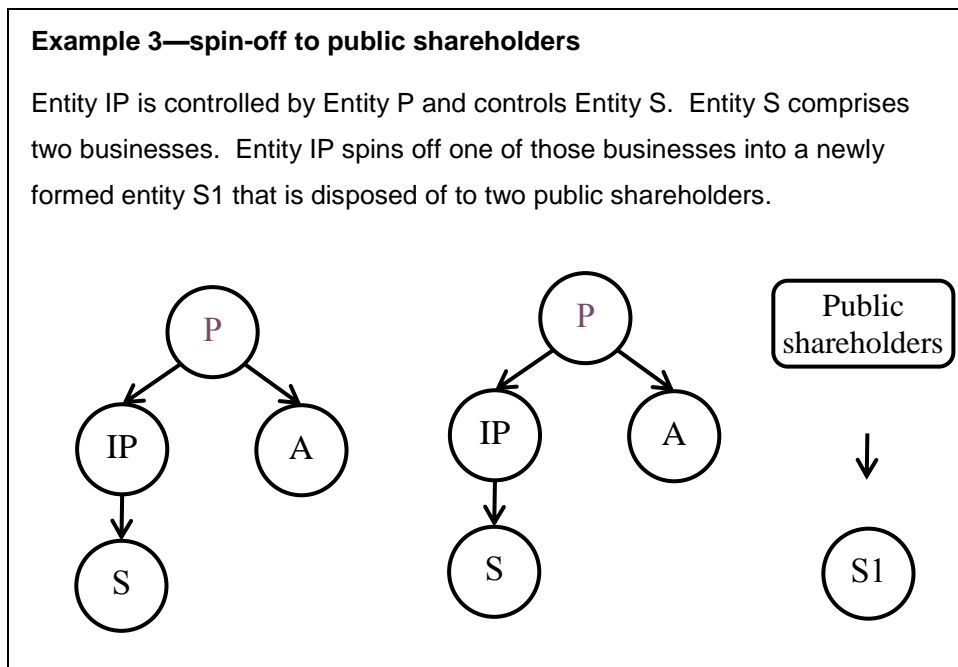 Example 3—spin-off to public shareholders
Entity IP is controlled by Entity P and controls Entity S.  Entity S comprises
two businesses.  Entity IP spins off one of those businesses into a newly
formed entity S1 that is disposed of to two public shareholders.
P
IP
A
S
P
IP
A
S
Public
shareholders
S1